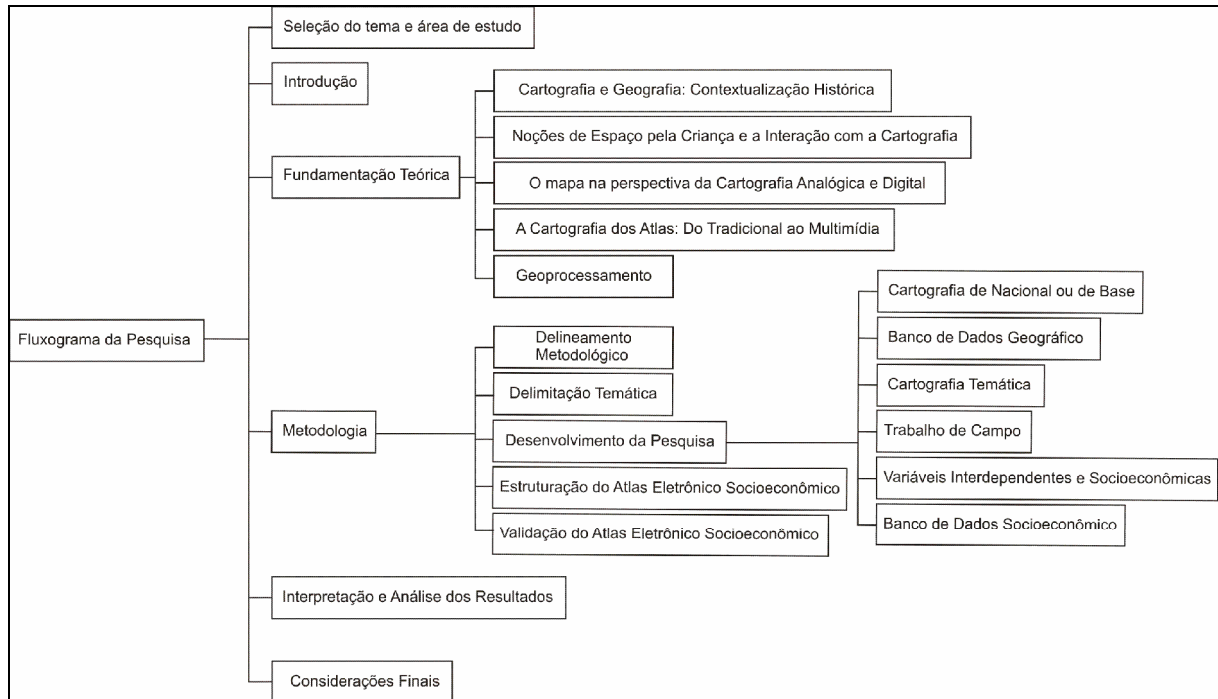 Fluxograma da Pesquisa
Seleção do tema e área de estudo
Introdução
Fundamentação Teórica
Cartografia e Geografia: Contextualização Histórica
Noções de Espaço pela Criança e a Interação com a Cartografia
O mapa na perspectiva da Cartografia Analógica e Digital
A Cartografia dos Atlas: Do Tradicional ao Multimídia
Geoprocessamento
Metodologia
Delineamento
Metodológico
Delimitação Temática
Desenvolvimento da Pesquisa
Cartografia de Nacional ou de Base
Banco de Dados Geográfico
Cartografia Temática
Trabalho de Campo
Variáveis Interdependentes e Socioeconômicas
Banco de Dados Socioeconômico
Estruturação do Atlas Eletrônico Socioeconômico
Validação do Atlas Eletrônico Socioeconômico
Interpretação e Análise dos Resultados
Considerações Finais